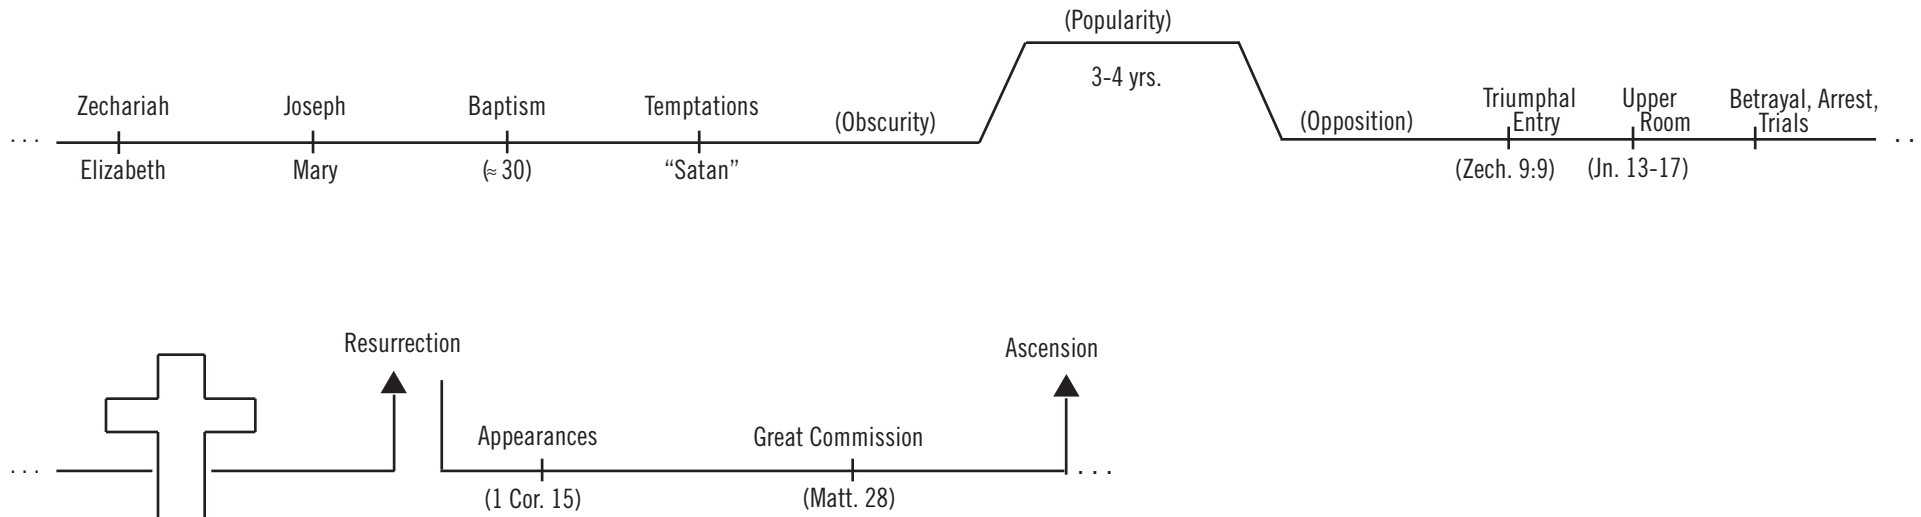 (Popularity)
3-4 yrs.
Zechariah
Joseph
Baptism
Temptations
(Obscurity)
(Opposition)
Triumphal
Entry
Upper
Room
Betrayal, Arrest,
Trials
. . .
. .
Elizabeth
Mary
(≈ 30)
“Satan”
(Zech. 9:9)
(Jn. 13-17)
Resurrection
Ascension
Appearances
Great Commission
. . .
. . .
(1 Cor. 15)
(Matt. 28)